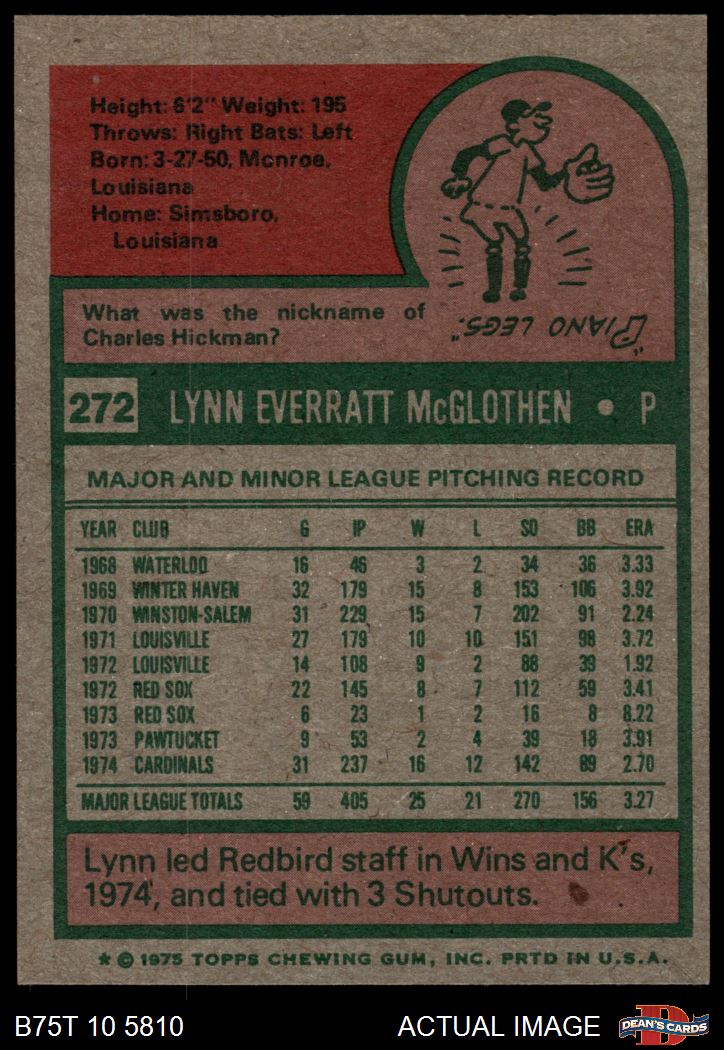 Height: 6'2" Weight: 195
Throws: Right Bats: Left
Born: 3-27-50, Monroe,
Louisiana
Home: Simsboro,
Louisiana
What was the nickname of
Charles Hickman?
"PIANO LEGS."
272 LYNN EVERRATT McGLOTHEN • P
MAJOR AND MINOR LEAGUE PITCHING RECORD
YEAR CLUB G IP W L SO BB ERA
1968 WATERLOO 16 46 3 2 34 36 3.33
1969 WINTER HAVEN 32 179 15 8 153 106 3.92
1970 WINSTON-SALEM 31 229 15 7 202 91 2.24
1971 LOUISVILLE 27 179 10 10 151 98 3.72
1972 LOUISVILLE 14 108 9 2 88 39 1.92
1972 RED SOX 22 145 8 7 112 59 3.41
1973 RED SOX 6 23 1 2 16 8 8.22
1973 PAWTUCKET 9 53 2 4 39 18 3.91
1974 CARDINALS 31 237 16 12 142 89 2.70
MAJOR LEAGUE TOTALS 59 405 25 21 270 156 3.27
Lynn led Redbird staff in Wins and K's,
1974, and tied with 3 Shutouts.
* © 1975 TOPPS CHEWING GUM, INC. PRTD IN U.S.A.
B75T 10 5810 ACTUAL IMAGE D DEAN'S CARDS